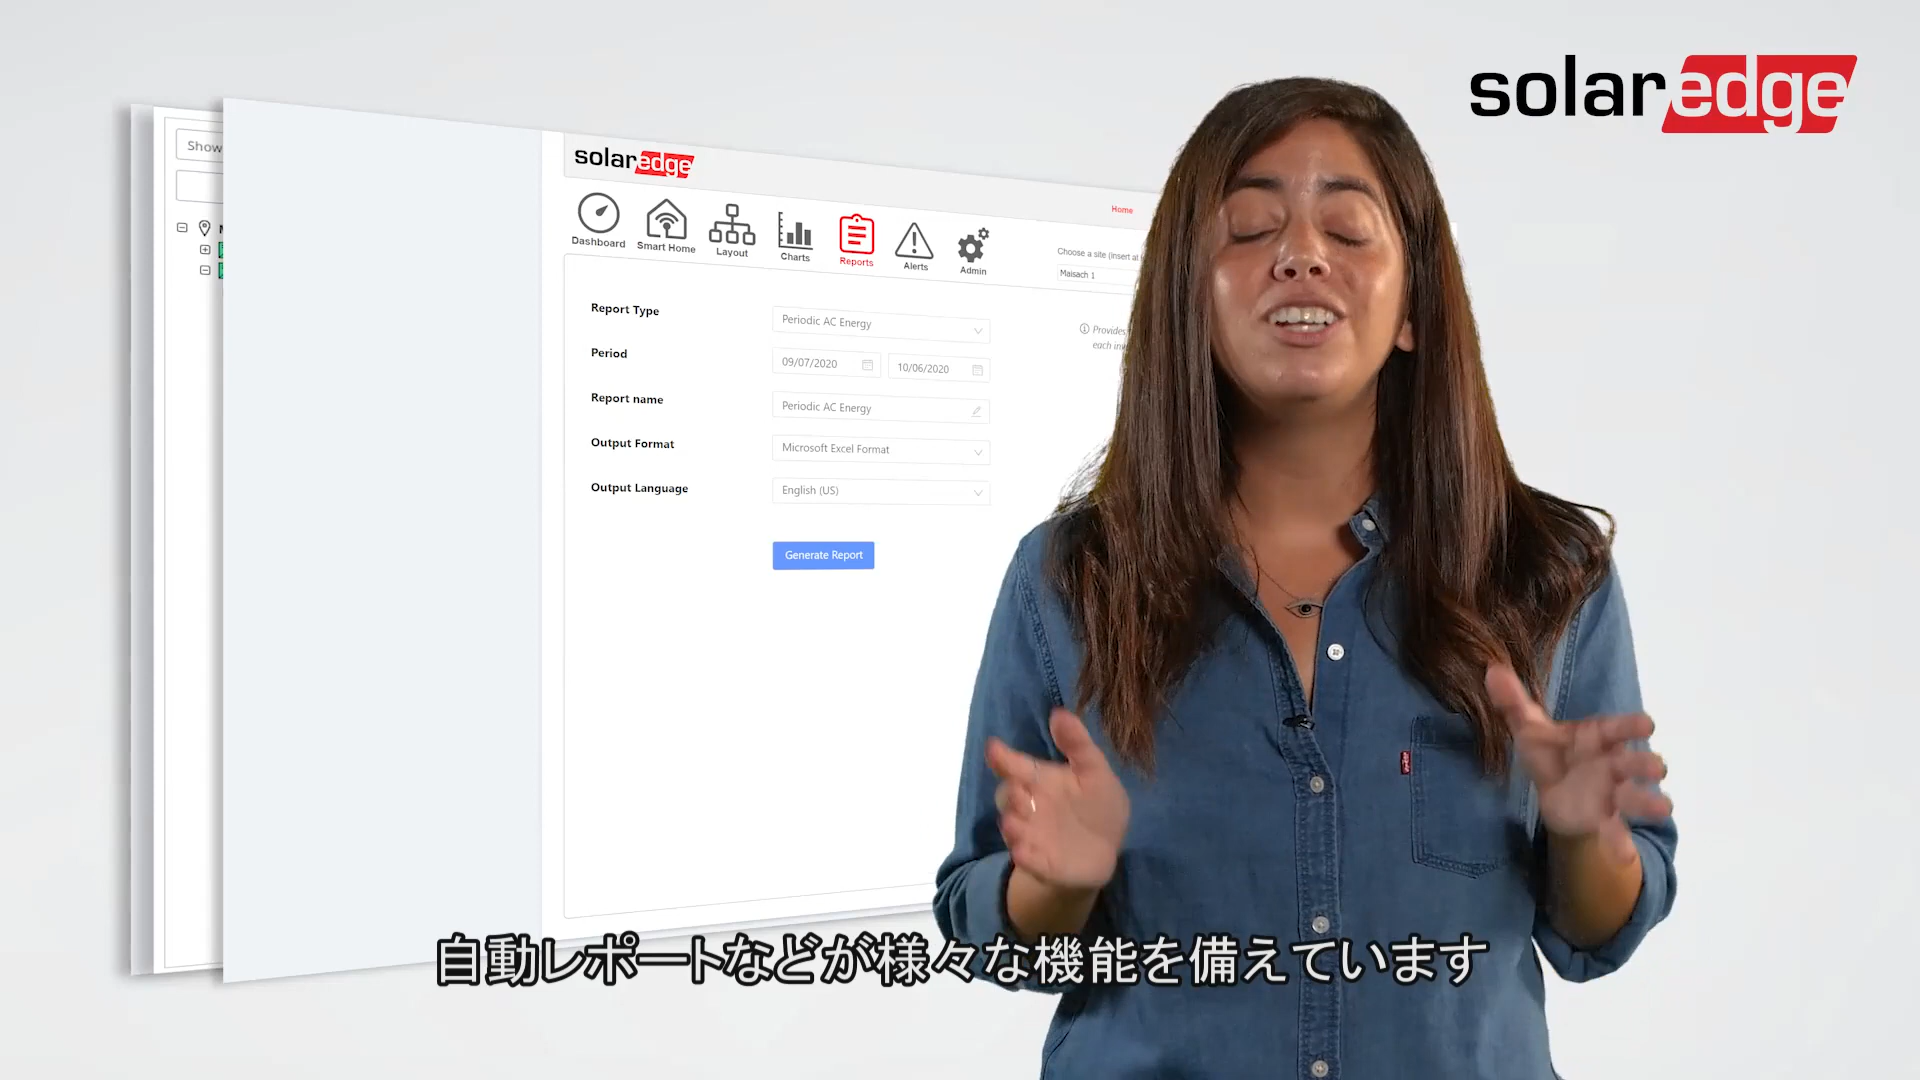 solaredge
Show
solaredge
Home
Dashboard
Smart Home
Layout
Charts
Reports
Alerts
Admin
Choose a site (Insert at
Maisach 1
Report Type
Periodic AC Energy
Provides
each
Period
09/07/2020
10/06/2020
Report name
Periodic AC Energy
Output Format
Microsoft Excel Format
Output Language
English (US)
Generate Report
自動レポートなどが様々な機能を備えています